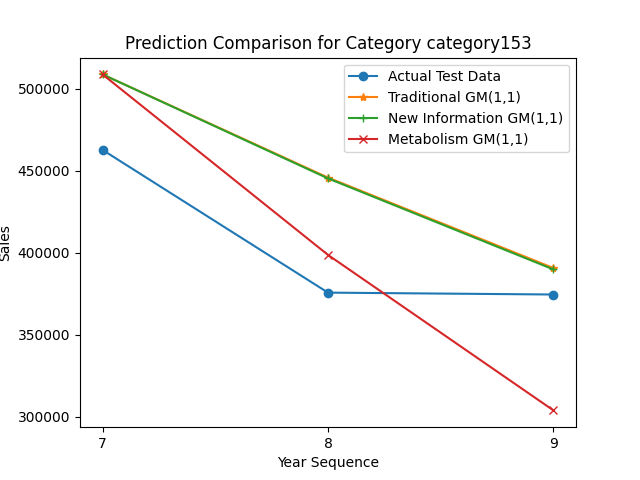 Prediction Comparison for Category category153
Actual Test Data
Traditional GM(1,1)
New Information GM(1,1)
Metabolism GM(1,1)
500000
450000
400000
350000
300000
Sales
7
8
9
Year Sequence